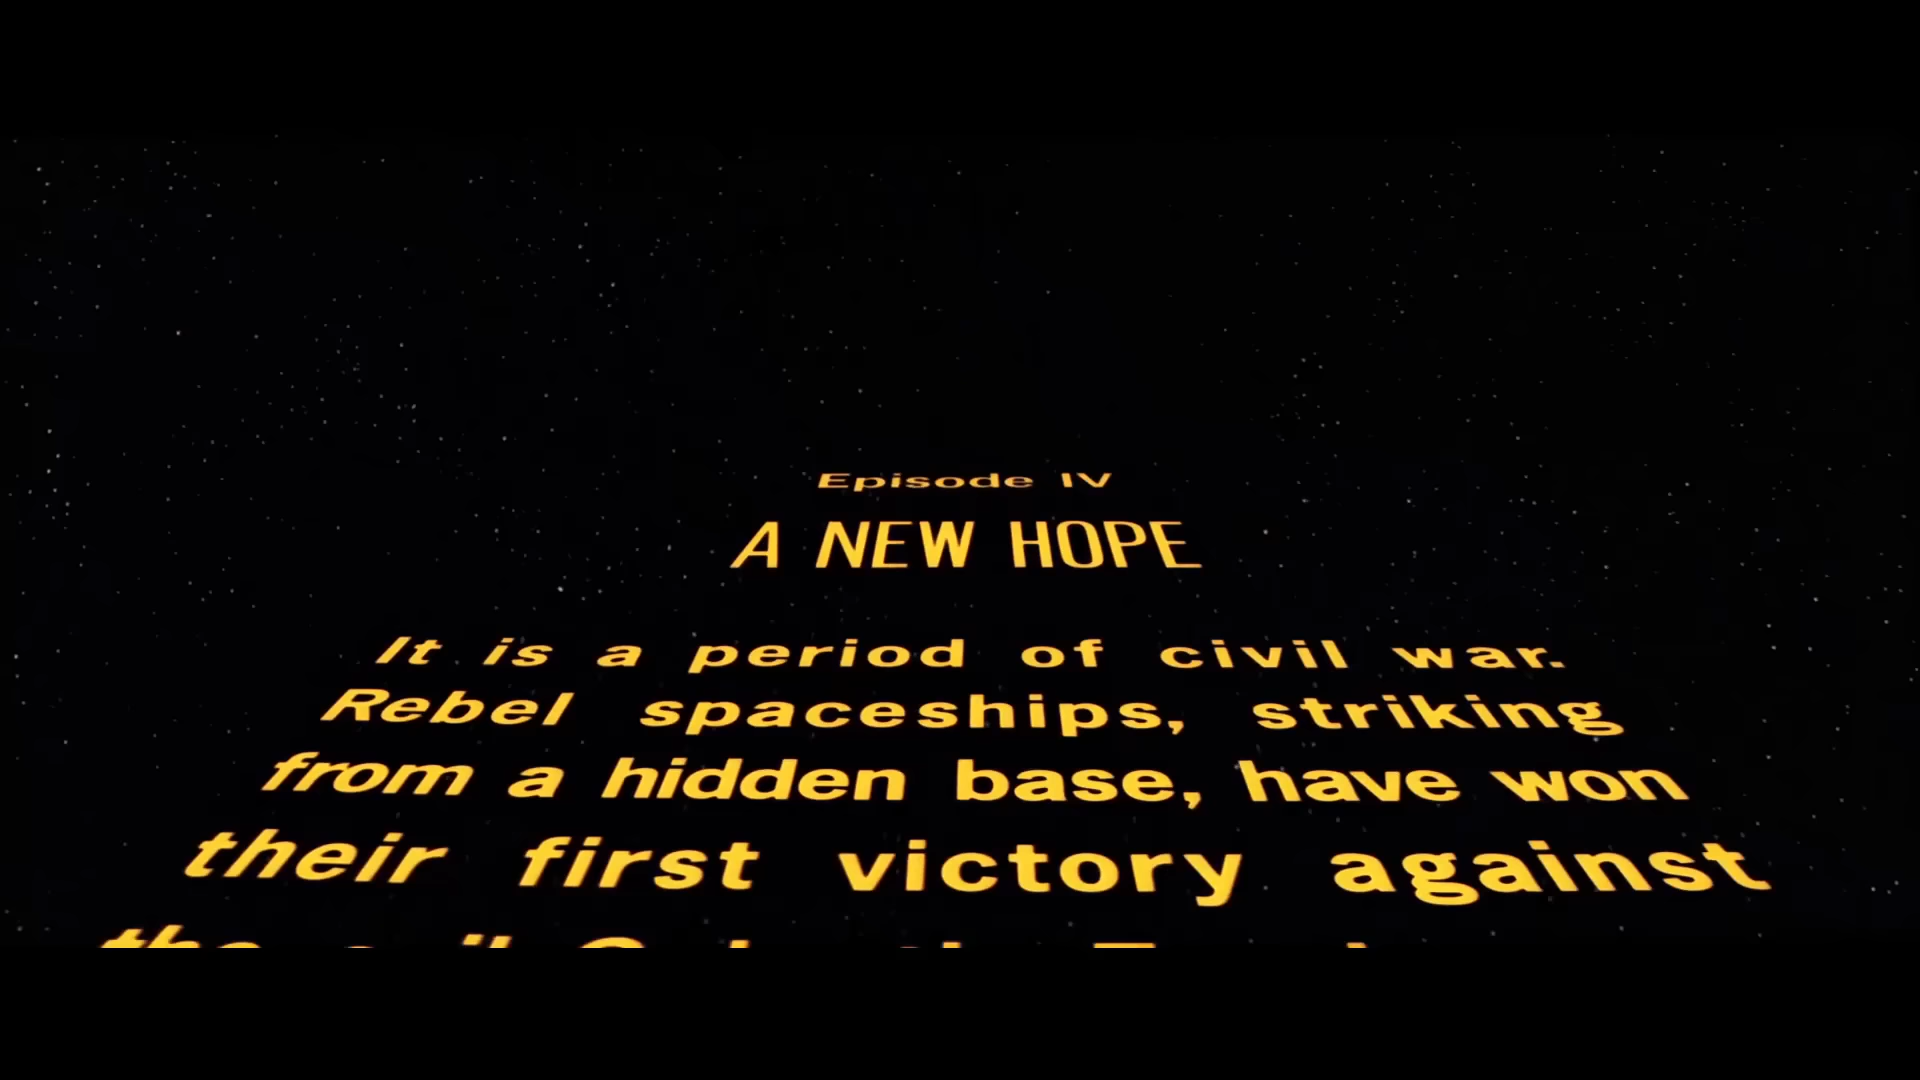 Episode IV
A NEW HOPE
It is a period of civil war.
Rebel spaceships, striking
from a hidden base, have won
their first victory against
the